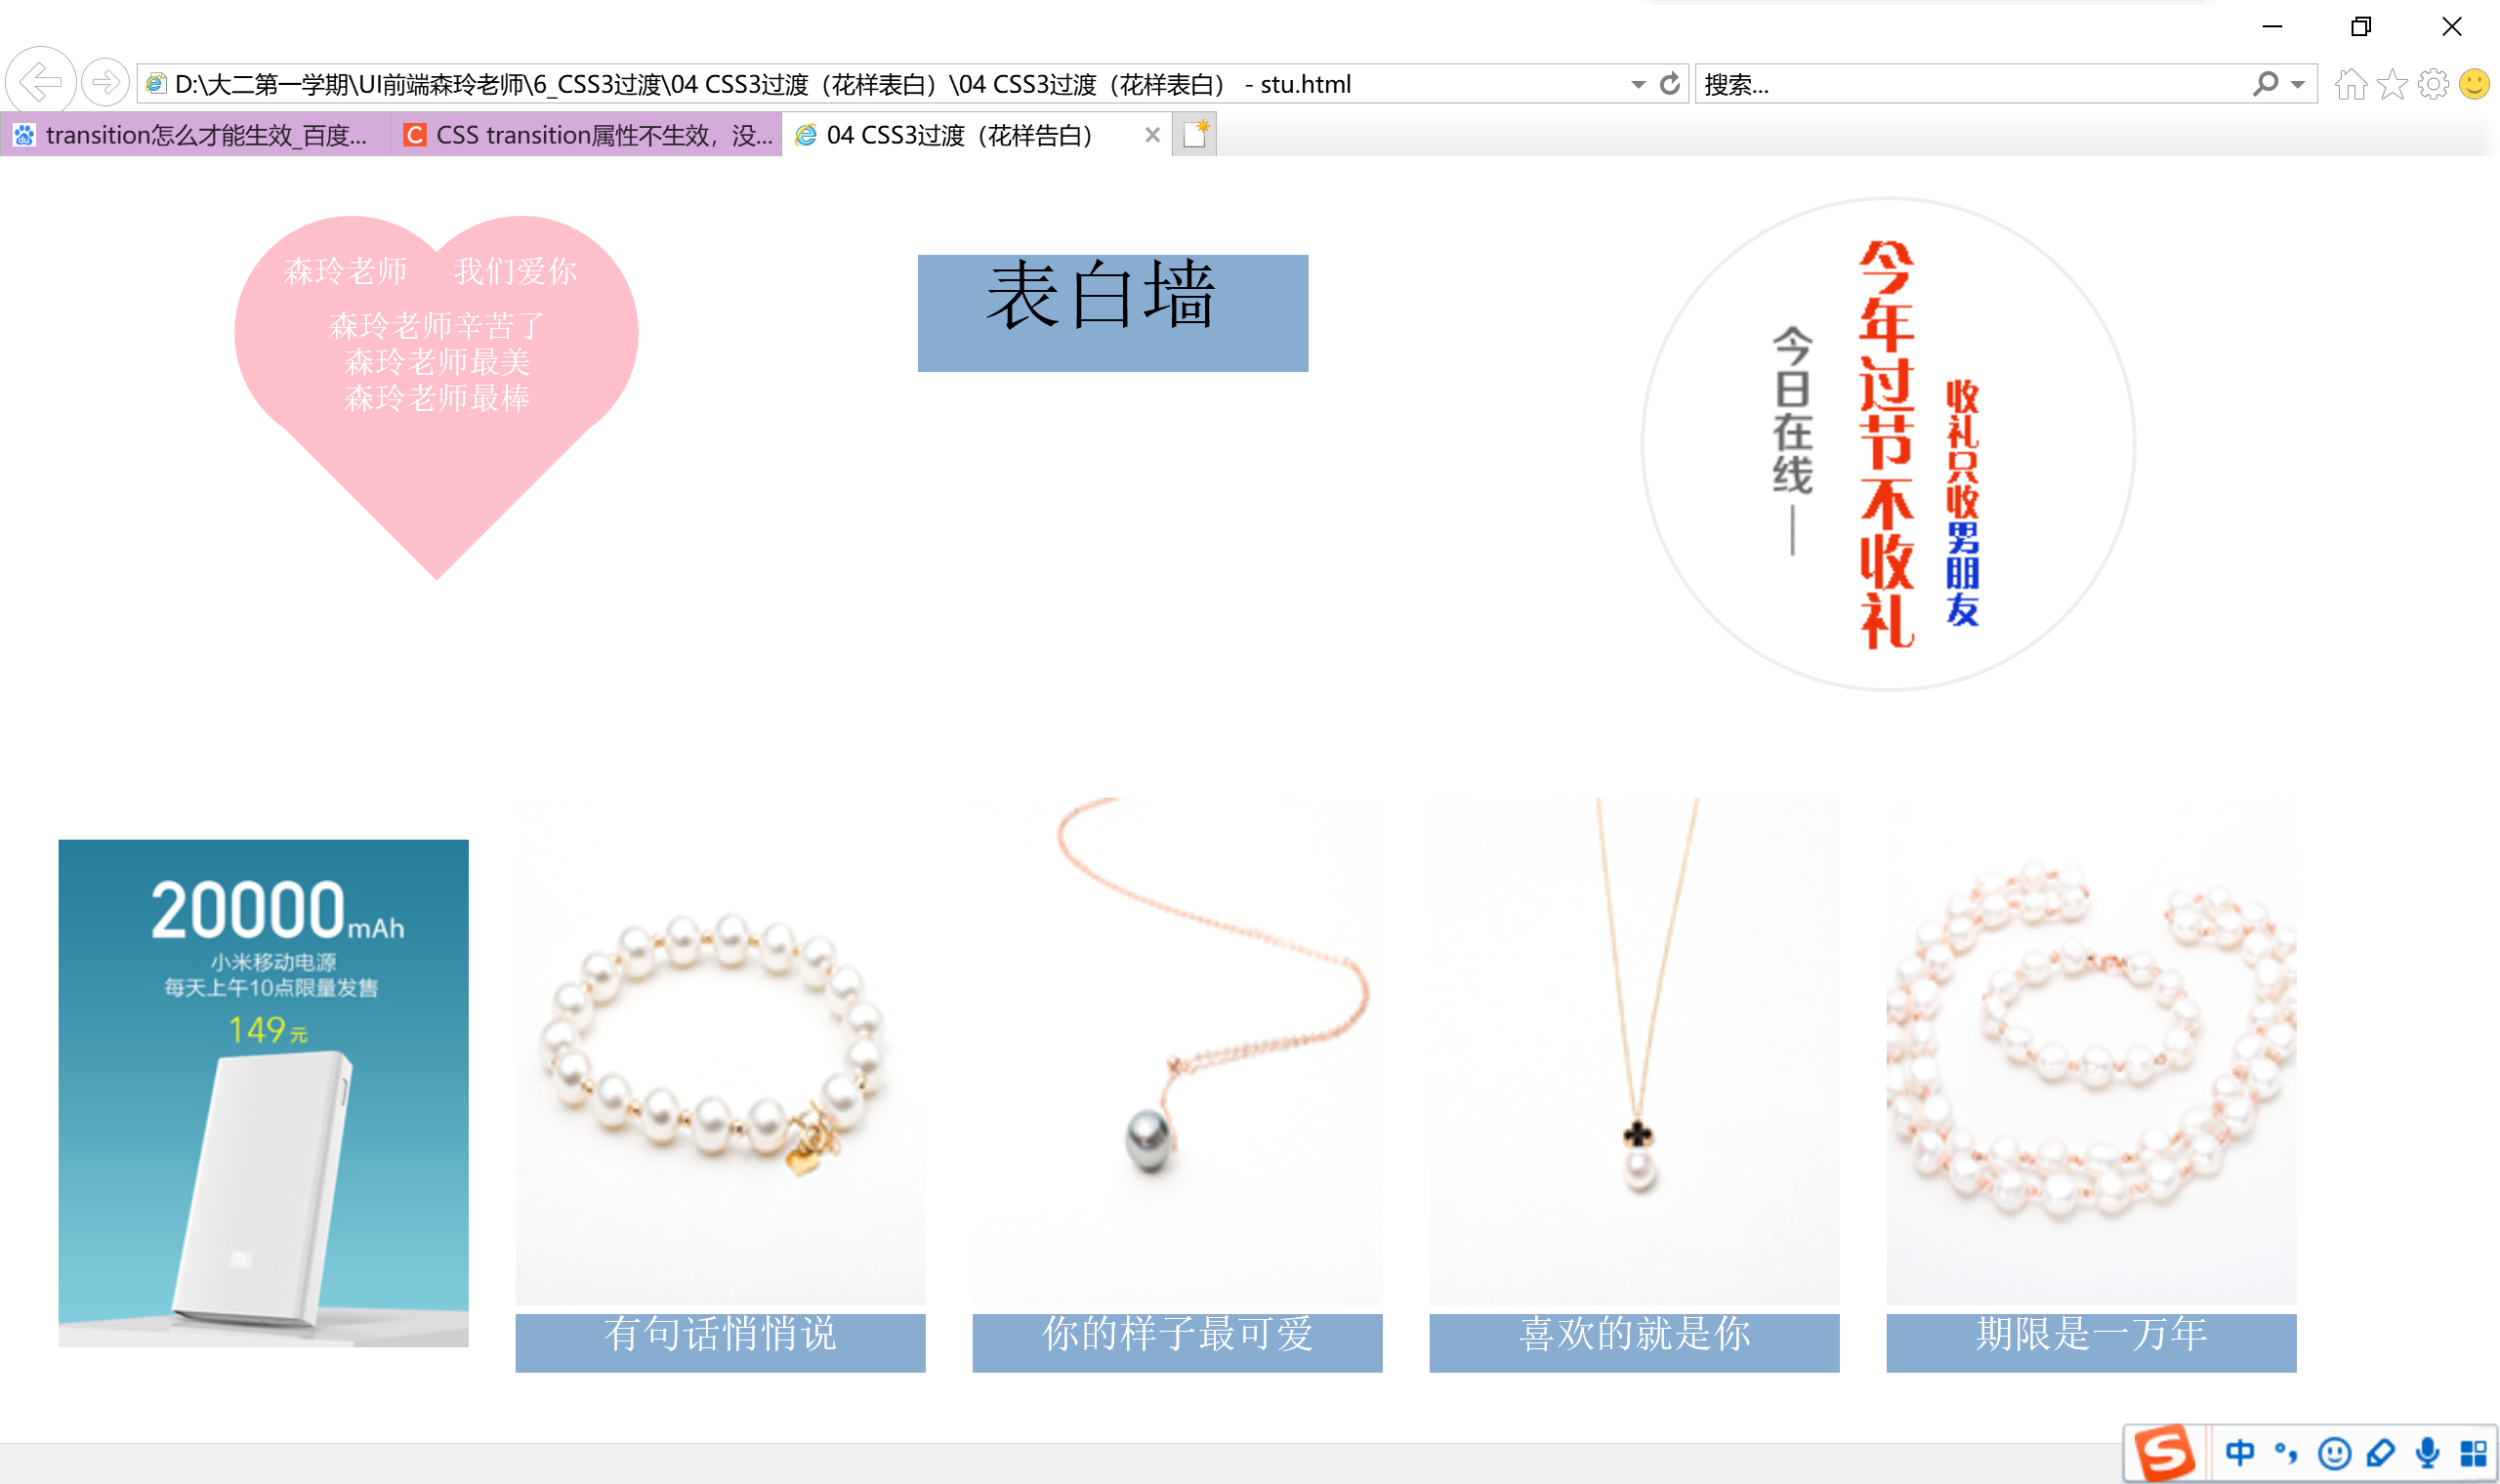 D:\大二第一学期\UI前端森玲老师\6_CSS3过渡\04 CSS3过渡（花样表白）\04 CSS3过渡（花样表白） - stu.html
搜索...
transition怎么才能生效_百度...
CSS transition属性不生效，没...
04 CSS3过渡（花样告白）
森玲老师 我们爱你
森玲老师辛苦了
森玲老师最美
森玲老师最棒
表白墙
今日在线
今年过节不收礼
收礼只收男朋友
20000mAh
小米移动电源
每天上午10点限量发售
149元
有句话悄悄说
你的样子最可爱
喜欢的就是你
期限是一万年
中